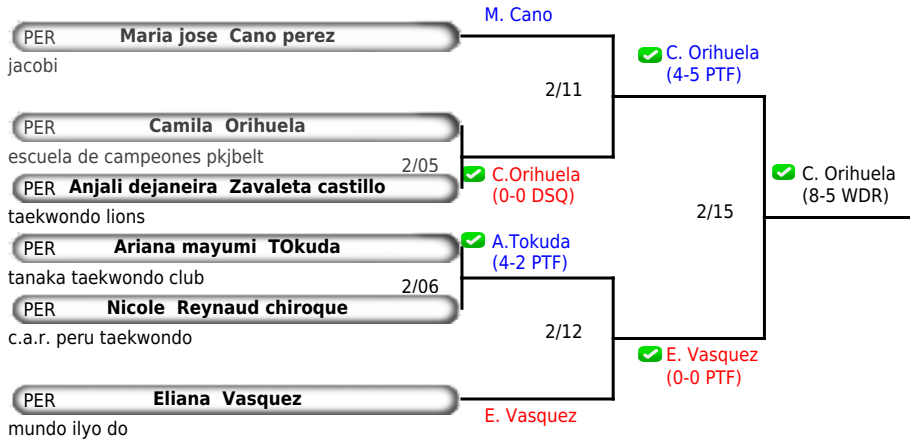 M. Cano
PER Maria jose Cano perez
jacobi
C. Orihuela
(4-5 PTF)
2/11
PER Camila Orihuela
escuela de campeones pkjbelt
2/05
C.Orihuela
(0-0 DSQ)
PER Anjali dejaneira Zavaleta castillo
taekwondo lions
C. Orihuela
(8-5 WDR)
2/15
PER Ariana mayumi TOkuda
tanaka taekwondo club
A.Tokuda
(4-2 PTF)
2/06
PER Nicole Reynaud chiroque
c.a.r. peru taekwondo
2/12
E. Vasquez
(0-0 PTF)
PER Eliana Vasquez
mundo ilyo do
E. Vasquez